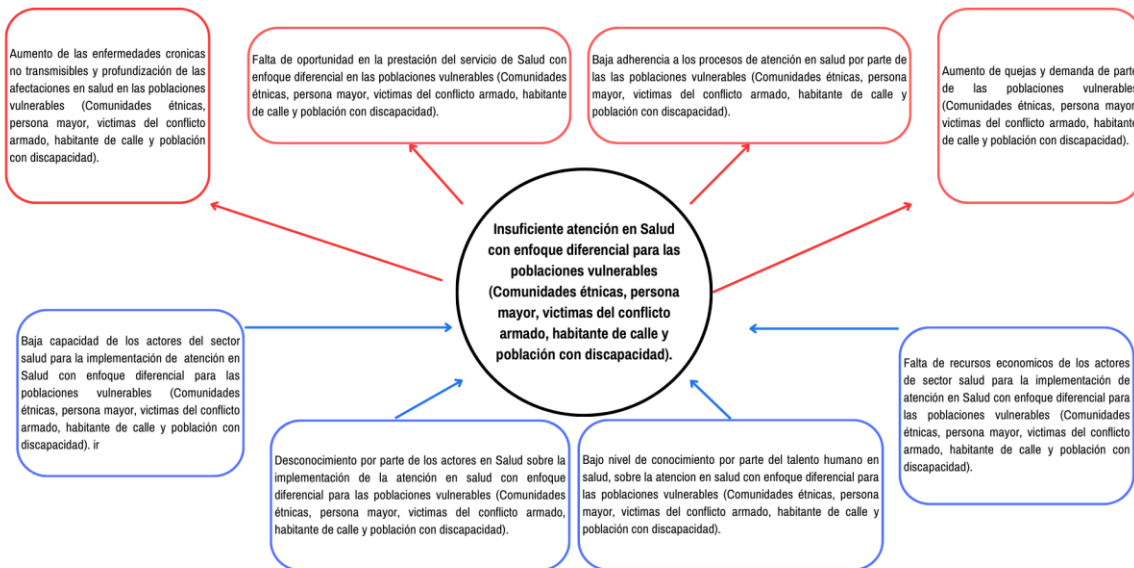 Aumento de las enfermedades cronicas
no transmisibles y profundización de las
afectaciones en salud en las poblaciones
vulnerables (Comunidades étnicas,
persona mayor, victimas del conflicto
armado, habitante de calle y población
con discapacidad).
Falta de oportunidad en la prestación del servicio de Salud con
enfoque diferencial en las poblaciones vulnerables (Comunidades
étnicas, persona mayor, victimas del conflicto armado, habitante
de calle y población con discapacidad).
Baja adherencia a los procesos de atención en salud por parte de
las las poblaciones vulnerables (Comunidades étnicas, persona
mayor, victimas del conflicto armado, habitante de calle y
población con discapacidad).
Aumento de quejas y demanda de parte
de las poblaciones vulnerables
(Comunidades étnicas, persona mayor,
victimas del conflicto armado, habitante
de calle y población con discapacidad).
Insuficiente atención en Salud
con enfoque diferencial para las
poblaciones vulnerables
(Comunidades étnicas, persona
mayor, victimas del conflicto
armado, habitante de calle y
población con discapacidad).
Baja capacidad de los actores del sector
salud para la implementación de atención en
Salud con enfoque diferencial para las
poblaciones vulnerables (Comunidades
étnicas, persona mayor, victimas del conflicto
armado, habitante de calle y población con
discapacidad). ir
Desconocimiento por parte de los actores en Salud sobre la
implementación de la atención en salud con enfoque
diferencial para las poblaciones vulnerables (Comunidades
étnicas, persona mayor, victimas del conflicto armado,
habitante de calle y población con discapacidad).
Bajo nivel de conocimiento por parte del talento humano en
salud, sobre la atencion en salud con enfoque diferencial para
las poblaciones vulnerables (Comunidades étnicas, persona
mayor, victimas del conflicto armado, habitante de calle y
población con discapacidad).
Falta de recursos economicos de los actores
de sector salud para la implementación de
atención en Salud con enfoque diferencial para
las poblaciones vulnerables (Comunidades
étnicas, persona mayor, victimas del conflicto
armado, habitante de calle y población con
discapacidad).